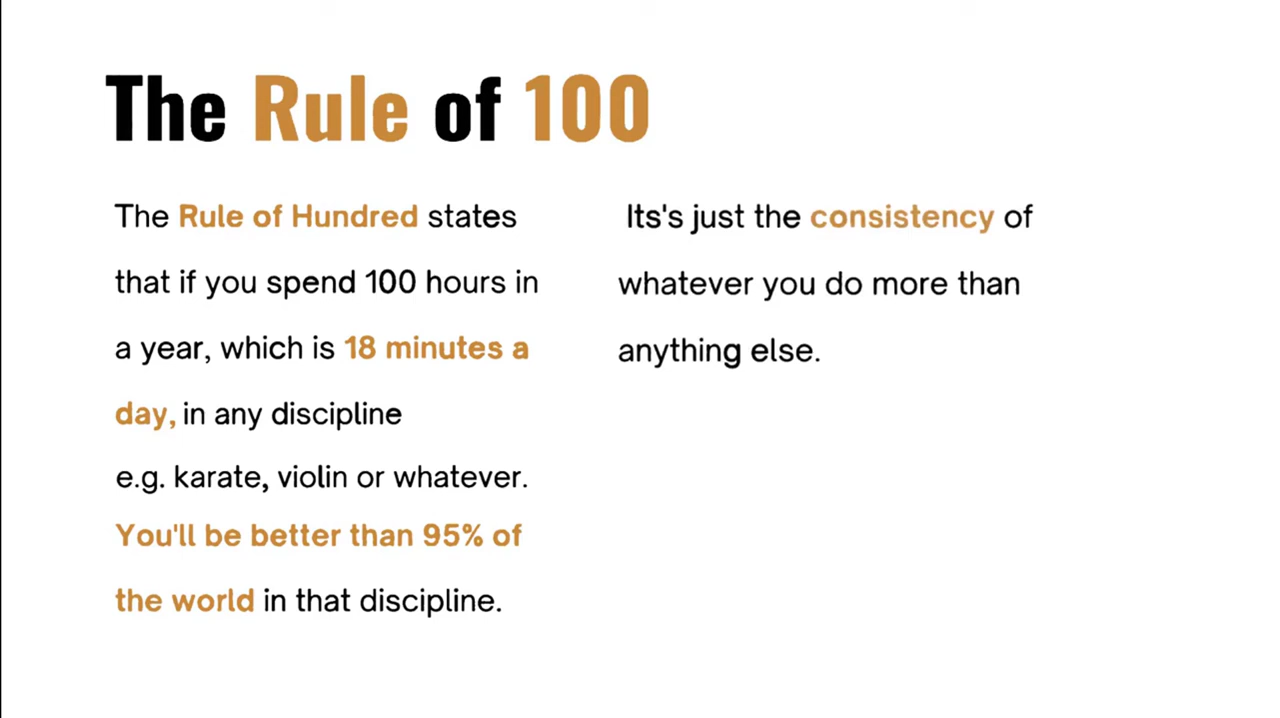 The Rule of 100
The Rule of Hundred states
that if you spend 100 hours in
a year, which is 18 minutes a
day, in any discipline
e.g. karate, violin or whatever.
You'll be better than 95% of
the world in that discipline.
Its's just the consistency of
whatever you do more than
anything else.